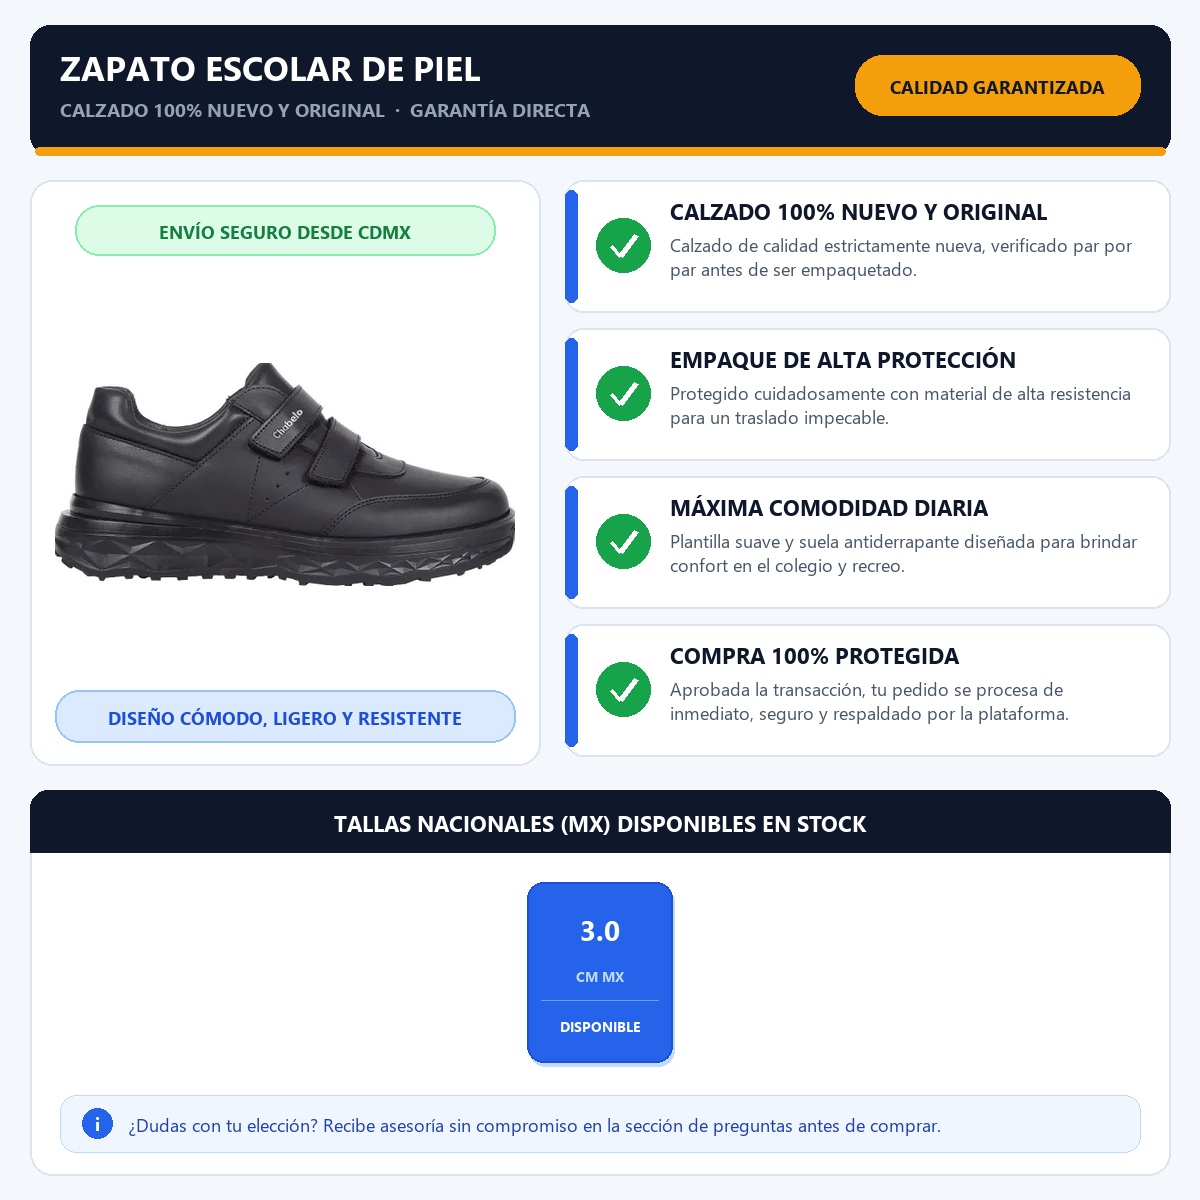 ZAPATO ESCOLAR DE PIEL
CALZADO 100% NUEVO Y ORIGINAL · GARANTÍA DIRECTA
CALIDAD GARANTIZADA
ENVÍO SEGURO DESDE CDMX
Chabelo
DISEÑO CÓMODO, LIGERO Y RESISTENTE
CALZADO 100% NUEVO Y ORIGINAL
Calzado de calidad estrictamente nueva, verificado par por
par antes de ser empaquetado.
EMPAQUE DE ALTA PROTECCIÓN
Protegido cuidadosamente con material de alta resistencia
para un traslado impecable.
MÁXIMA COMODIDAD DIARIA
Plantilla suave y suela antiderrapante diseñada para brindar
confort en el colegio y recreo.
COMPRA 100% PROTEGIDA
Aprobada la transacción, tu pedido se procesa de
inmediato, seguro y respaldado por la plataforma.
TALLAS NACIONALES (MX) DISPONIBLES EN STOCK
3.0
CM MX
DISPONIBLE
¿Dudas con tu elección? Recibe asesoría sin compromiso en la sección de preguntas antes de comprar.